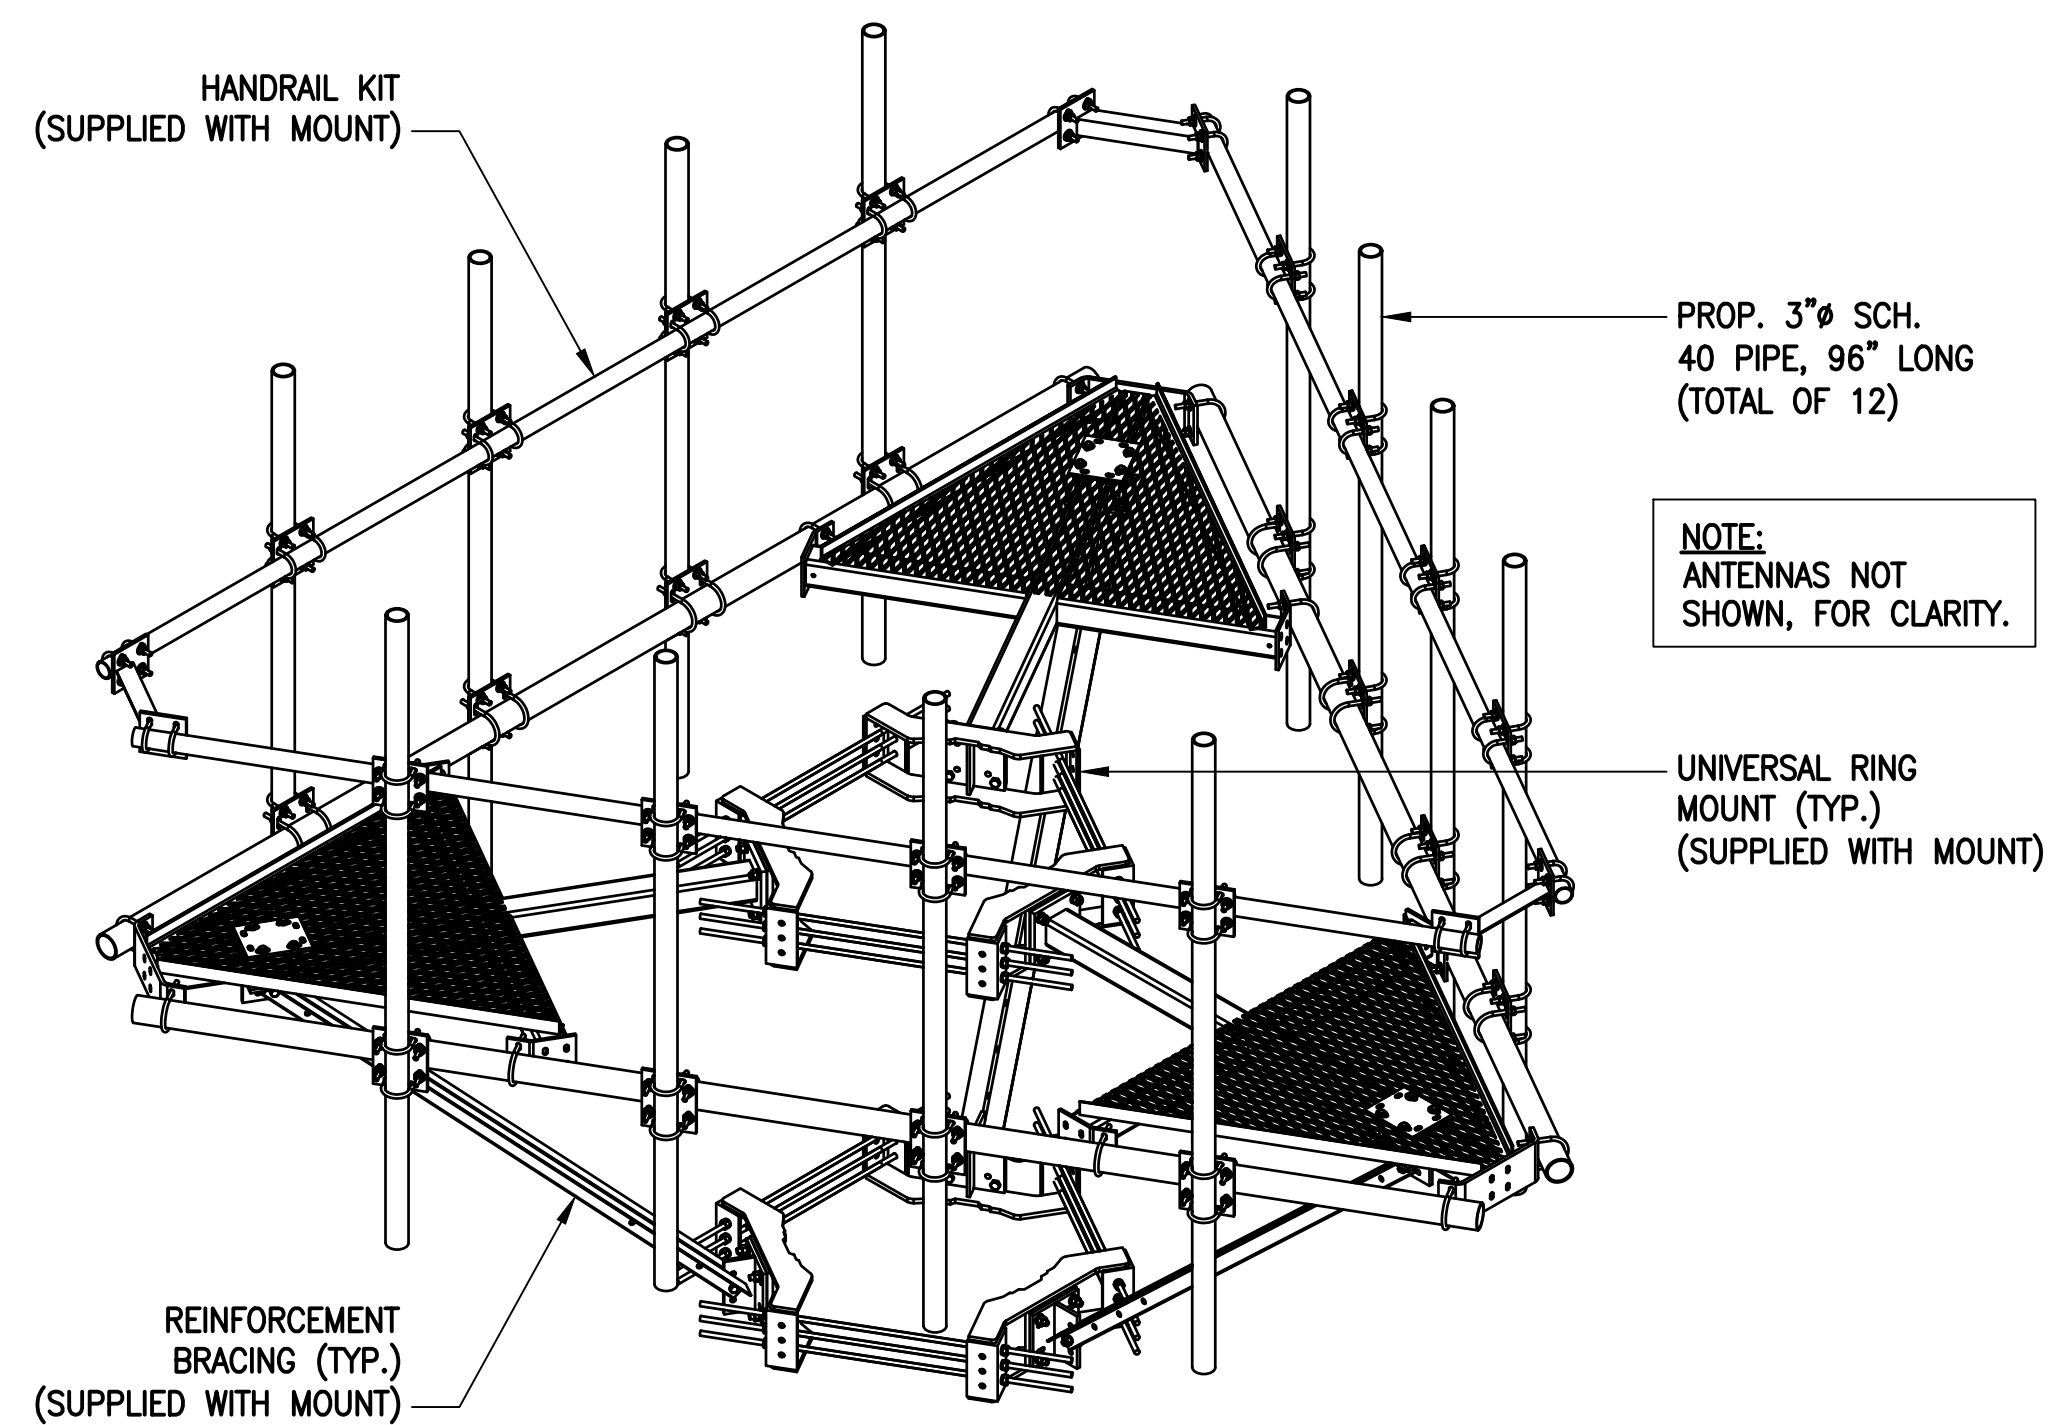 HANDRAIL KIT
(SUPPLIED WITH MOUNT)
PROP. 3"ø SCH.
40 PIPE, 96" LONG
(TOTAL OF 12)
NOTE:
ANTENNAS NOT
SHOWN, FOR CLARITY.
UNIVERSAL RING
MOUNT (TYP.)
(SUPPLIED WITH MOUNT)
REINFORCEMENT
BRACING (TYP.)
(SUPPLIED WITH MOUNT)